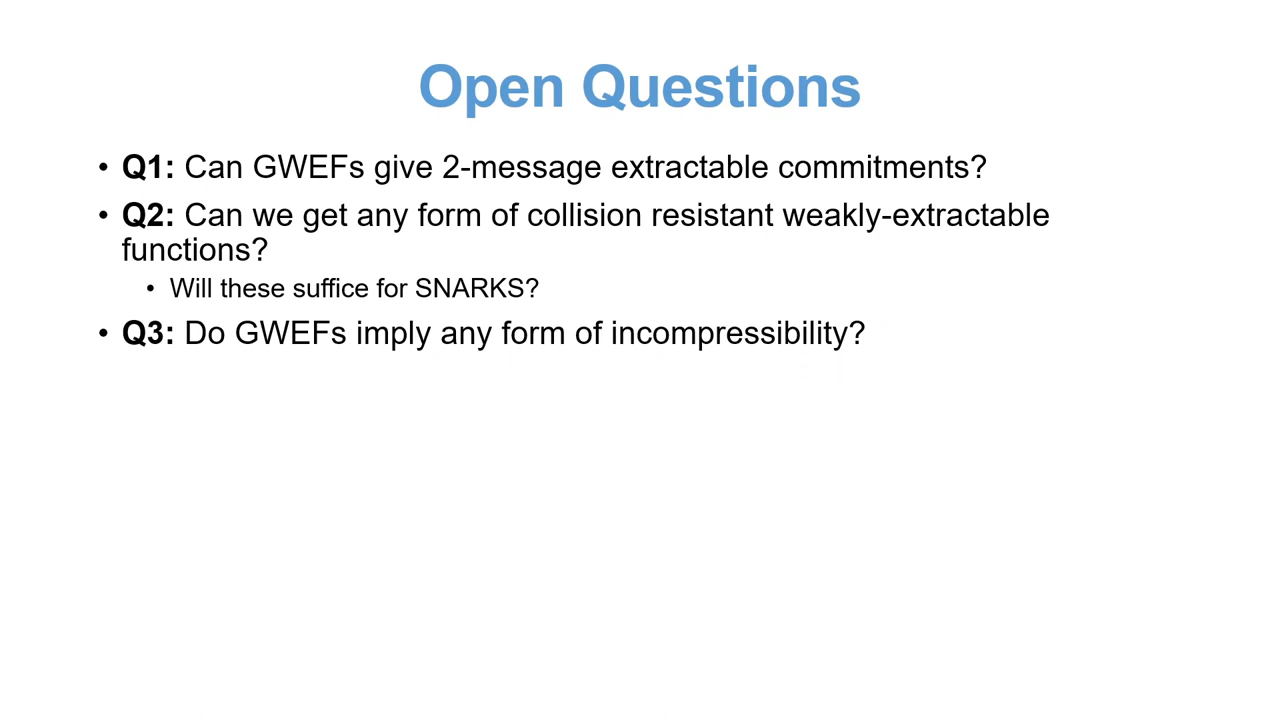 Open Questions
• Q1: Can GWEFs give 2-message extractable commitments?
• Q2: Can we get any form of collision resistant weakly-extractable
functions?
• Will these suffice for SNARKS?
• Q3: Do GWEFs imply any form of incompressibility?